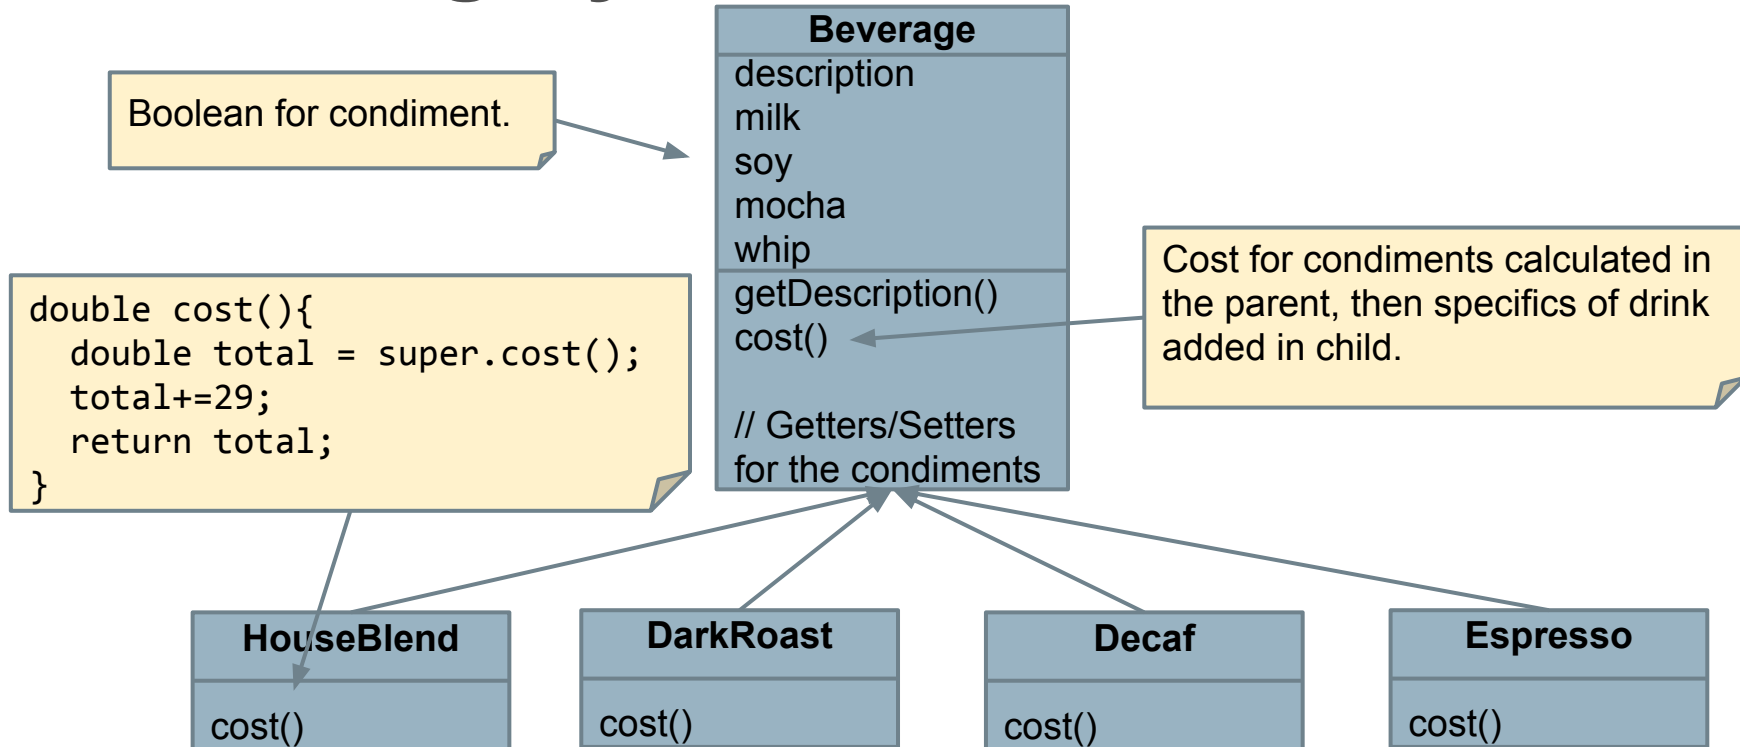 Beverage
description
milk
soy
mocha
whip
getDescription()
cost()
// Getters/Setters
for the condiments
Boolean for condiment.
double cost(){
  double total = super.cost();
  total+=29;
  return total;
}
Cost for condiments calculated in
the parent, then specifics of drink
added in child.
HouseBlend
cost()
DarkRoast
cost()
Decaf
cost()
Espresso
cost()